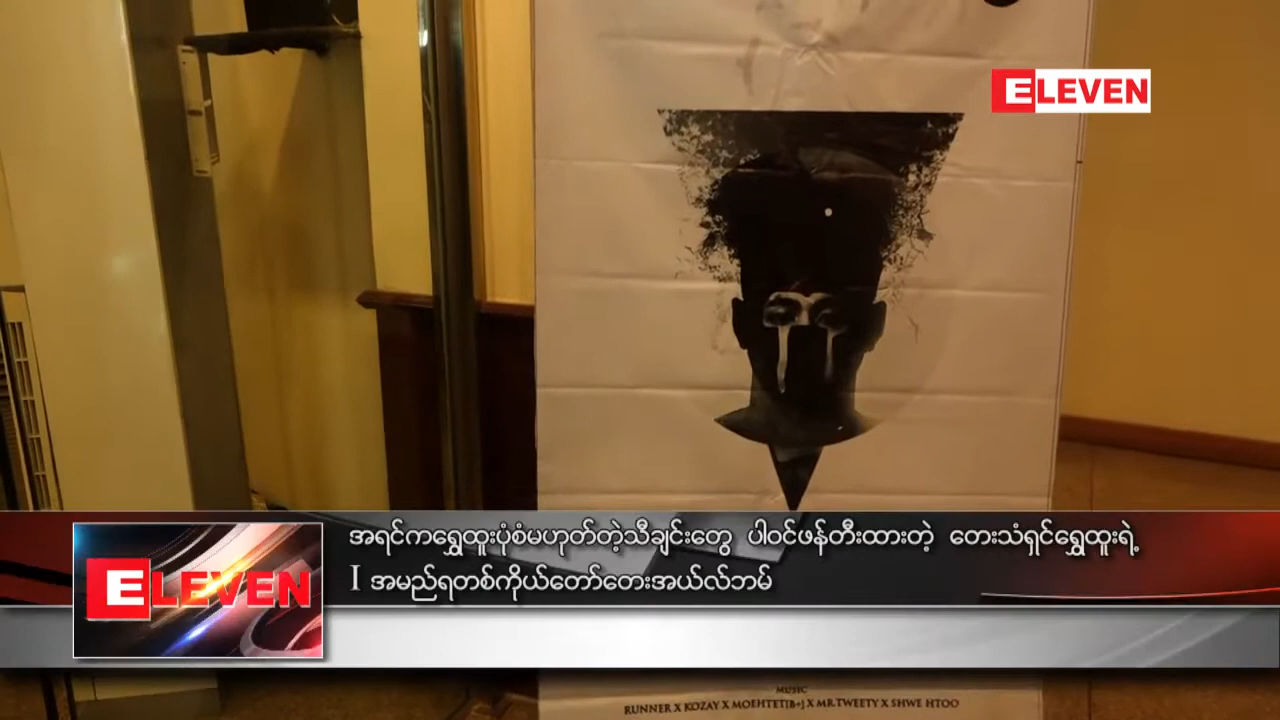 ELEVEN
အရင်ကရွှေထူးပုံစံမဟုတ်တဲ့သီချင်းတွေ ပါဝင်ဖန်တီးထားတဲ့ တေးသံရှင်ရွှေထူးရဲ့
I အမည်ရတစ်ကိုယ်တော်တေးအယ်လ်ဘမ်
ELEVEN
MUSIC
RUNNER X KOZAY X MOEHTET[B+] X MR.TWEETY X SHWE HTOO